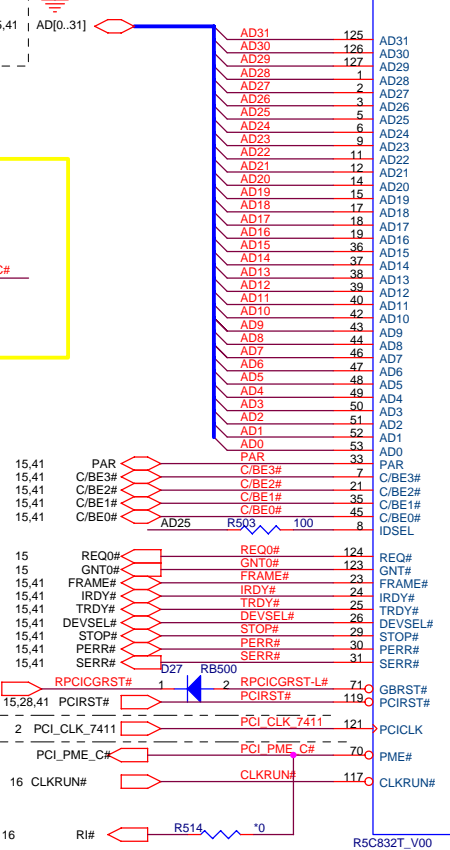 5,41 AD[0..31]
AD31 125 AD31
AD30 126 AD30
AD29 127 AD29
AD28 1 AD28
AD27 2 AD27
AD26 3 AD26
AD25 5 AD25
AD24 6 AD24
AD23 9 AD23
AD22 11 AD22
AD21 12 AD21
AD20 14 AD20
AD19 15 AD19
AD18 17 AD18
AD17 18 AD17
AD16 19 AD16
AD15 36 AD15
AD14 37 AD14
C# AD13 38 AD13
AD12 39 AD12
AD11 40 AD11
AD10 42 AD10
AD9 43 AD9
AD8 44 AD8
AD7 46 AD7
AD6 47 AD6
AD5 48 AD5
AD4 49 AD4
AD3 50 AD3
AD2 51 AD2
AD1 52 AD1
AD0 53 AD0
15,41 PAR PAR 33 PAR
15,41 C/BE3# C/BE3# 7 C/BE3#
15,41 C/BE2# C/BE2# 21 C/BE2#
15,41 C/BE1# C/BE1# 35 C/BE1#
15,41 C/BE0# C/BE0# 45 C/BE0#
AD25 R503 100 8 IDSEL
15 REQ0# REQ0# 124 REQ#
15 GNT0# GNT0# 123 GNT#
15,41 FRAME# FRAME# 23 FRAME#
15,41 IRDY# IRDY# 24 IRDY#
15,41 TRDY# TRDY# 25 TRDY#
15,41 DEVSEL# DEVSEL# 26 DEVSEL#
15,41 STOP# STOP# 29 STOP#
15,41 PERR# PERR# 30 PERR#
15,41 SERR# SERR# 31 SERR#
D27 RB500
RPCICGRST# 1 2 RPCICGRST-L# 71 GBRST#
15,28,41 PCIRST# PCIRST# 119 PCIRST#
2 PCI_CLK_7411 PCI_CLK_7411 121 PCICLK
PCI_PME_C# PCI_PME_C# 70 PME#
16 CLKRUN# CLKRUN# 117 CLKRUN#
16 RI# R514 *0
R5C832T_V00